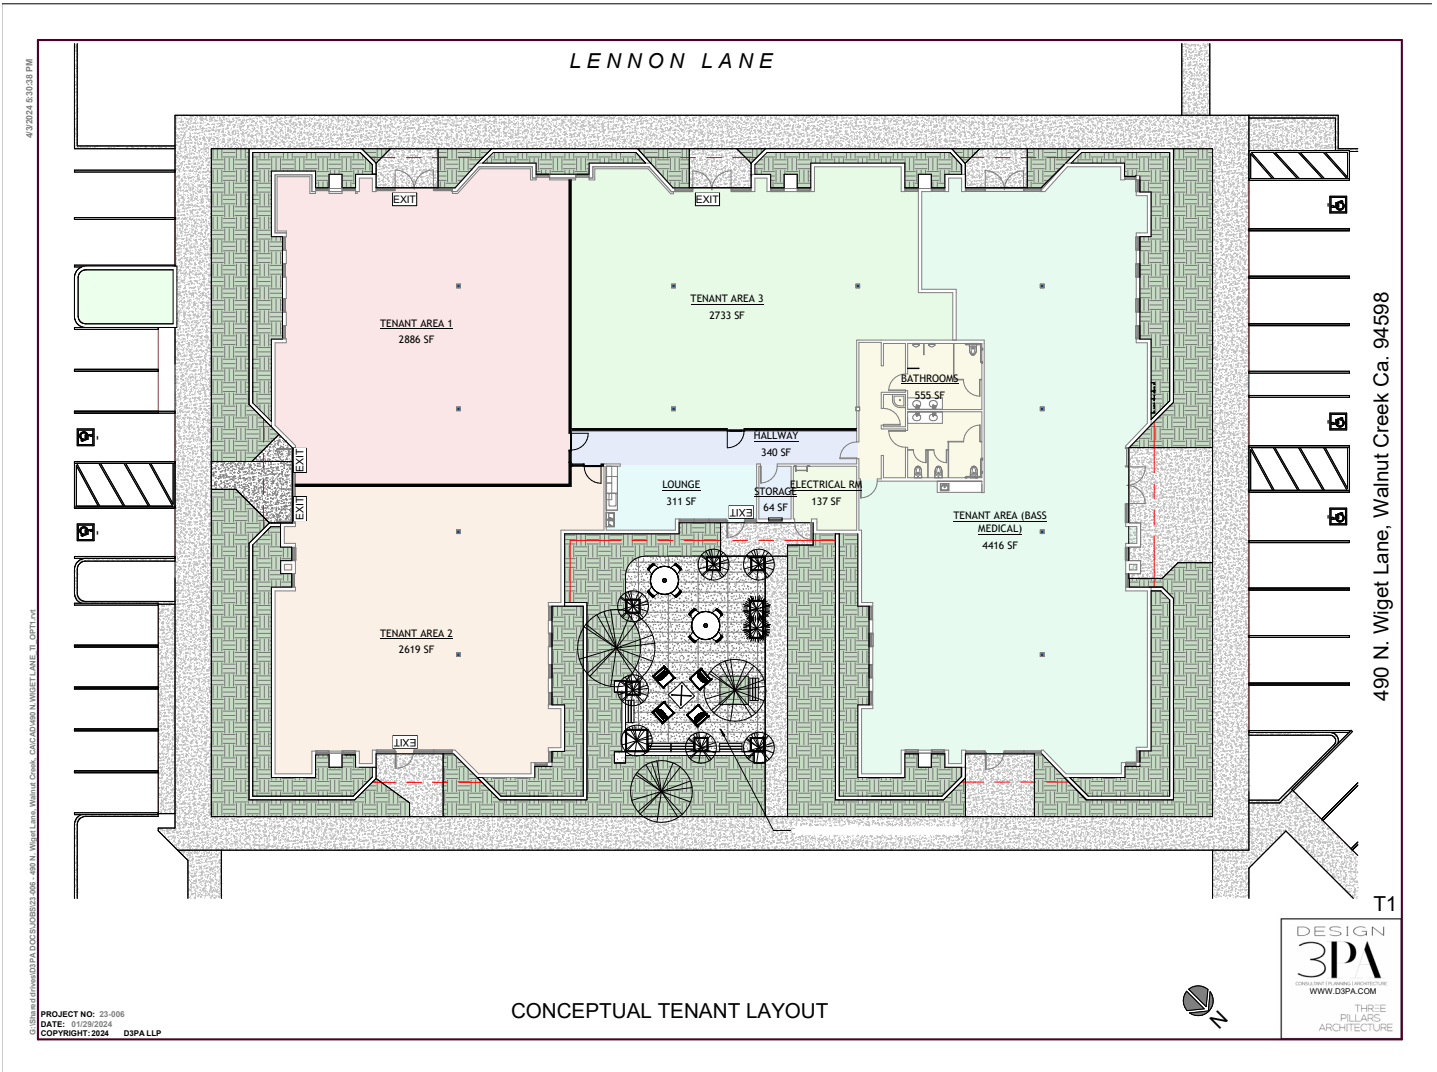 LENNON LANE
4/3/2024 5:30:38 PM
EXIT
EXIT
TENANT AREA 3
2733 SF
TENANT AREA 1
2886 SF
BATHROOMS
555 SF
HALLWAY
340 SF
EXIT
LOUNGE
311 SF
STORAGE
64 SF
ELECTRICAL RM
137 SF
EXIT
EXIT
TENANT AREA (BASS
MEDICAL)
4416 SF
TENANT AREA 2
2619 SF
EXIT
490 N. Wiget Lane, Walnut Creek Ca. 94598
T1
DESIGN
3PA
CONSULTANT | PLANNING | ARCHITECTURE
WWW.D3PA.COM
THREE
PILLARS
ARCHITECTURE
CONCEPTUAL TENANT LAYOUT
N
PROJECT NO: 23-006
DATE: 01/29/2024
COPYRIGHT: 2024 D3PA LLP